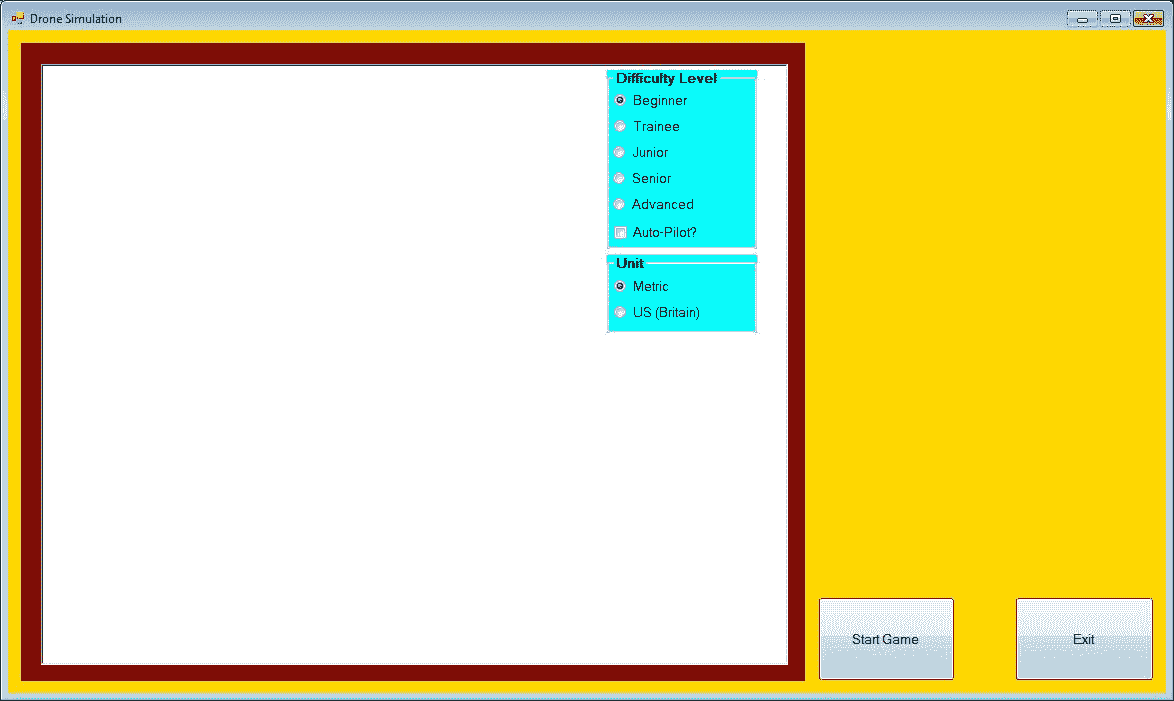 Drone Simulation
Difficulty Level
Beginner
Trainee
Junior
Senior
Advanced
Auto-Pilot?
Unit
Metric
US (Britain)
Start Game
Exit